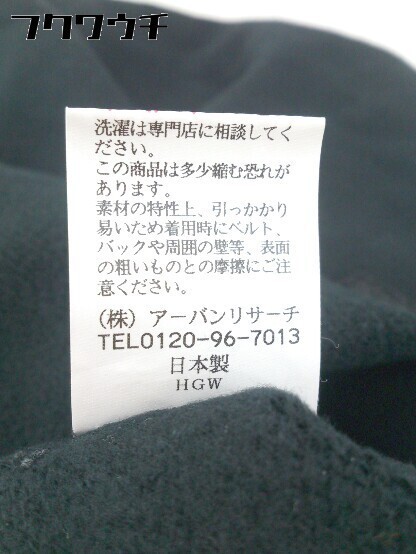 フクウウチ
洗濯は専門店に相談してく
ださい。
この商品は多少縮む恐れが
あります。
素材の特性上、引っかかり
易いため着用時にベルト、
バックや周囲の壁等、表面
の粗いものとの摩擦にご注
意ください。
(株) アーバンリサーチ
TEL0120-96-7013
日本製
HGW